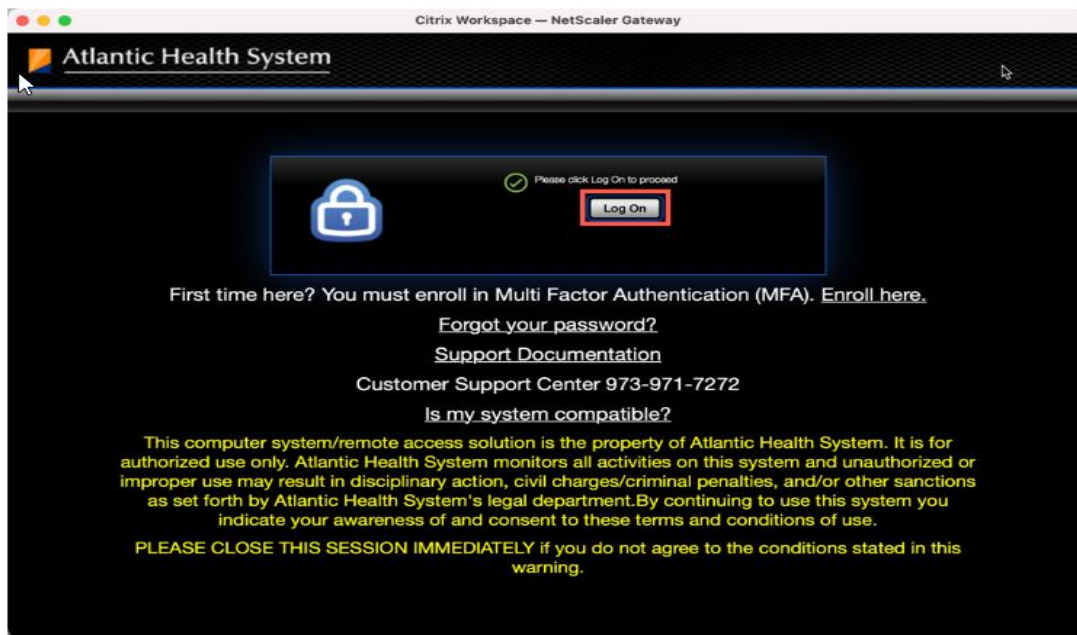 Citrix Workspace — NetScaler Gateway
Atlantic Health System
Please click Log On to proceed
Log On
First time here? You must enroll in Multi Factor Authentication (MFA). Enroll here.
Forgot your password?
Support Documentation
Customer Support Center 973-971-7272
Is my system compatible?
This computer system/remote access solution is the property of Atlantic Health System. It is for
authorized use only. Atlantic Health System monitors all activities on this system and unauthorized or
improper use may result in disciplinary action, civil charges/criminal penalties, and/or other sanctions
as set forth by Atlantic Health System's legal department.By continuing to use this system you
indicate your awareness of and consent to these terms and conditions of use.
PLEASE CLOSE THIS SESSION IMMEDIATELY if you do not agree to the conditions stated in this
warning.